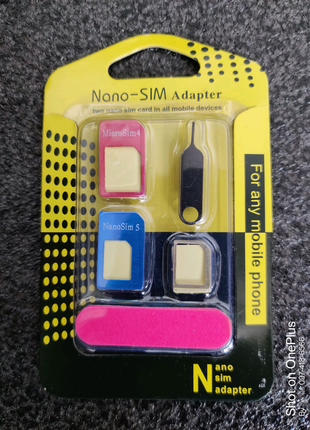 Nano-SIM Adapter
two nano sim card in all mobile devices
MicroSim4
NanoSim 5
For any mobile phone
Nano
sim
adapter
Shot on OnePlus